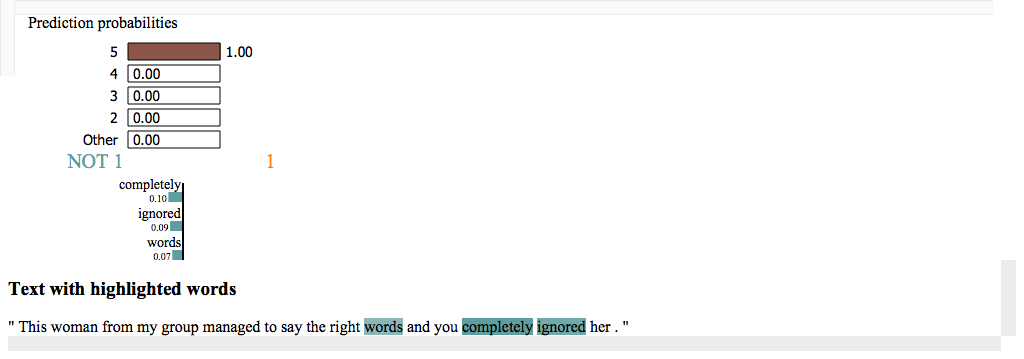 Prediction probabilities
5 1.00
4 0.00
3 0.00
2 0.00
Other 0.00
NOT 1 1
completely
0.10
ignored
0.09
words
0.07
Text with highlighted words
" This woman from my group managed to say the right words and you completely ignored her . "